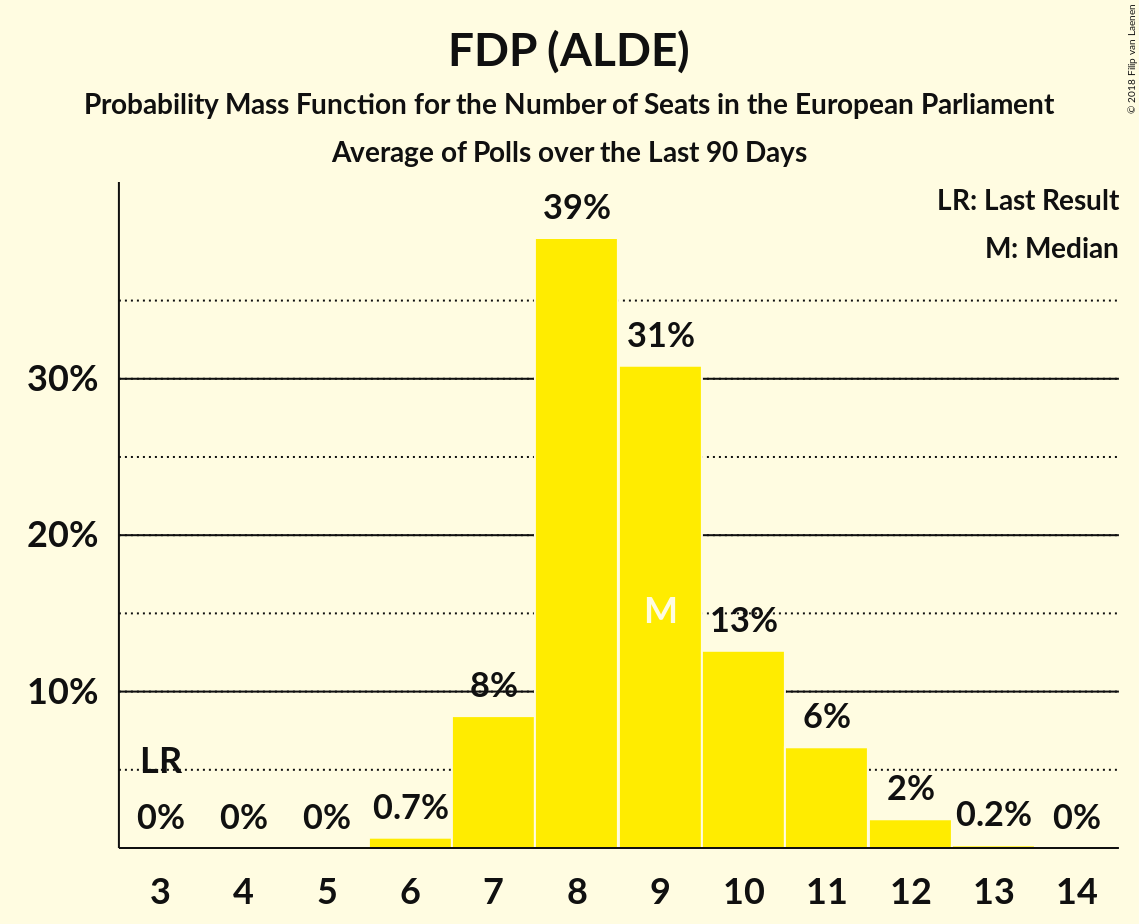 FDP (ALDE)
Probability Mass Function for the Number of Seats in the European Parliament
Average of Polls over the Last 90 Days
© 2018 Filip van Laenen
LR: Last Result
M: Median
39%
31%
30%
20%
M
13%
10%
8%
6%
LR
2%
0%
0%
0%
0.7%
0.2%
0%
3 4 5 6 7 8 9 10 11 12 13 14